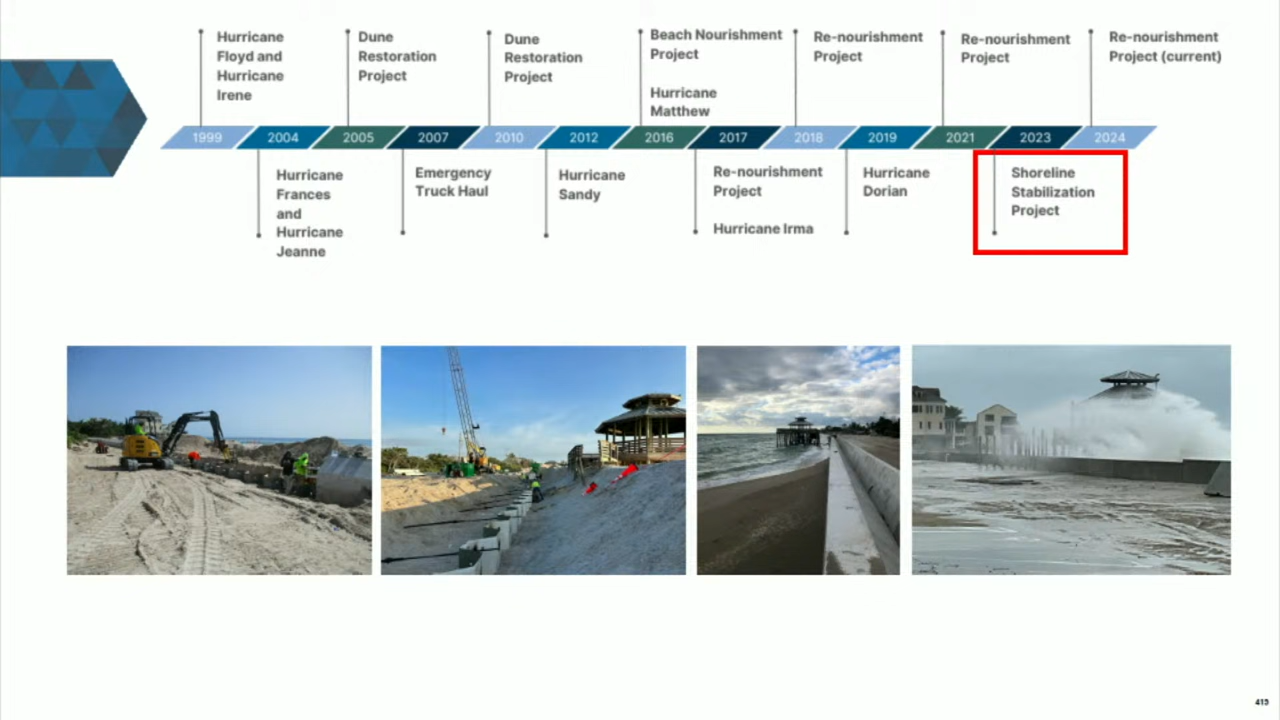 Hurricane
Floyd and
Hurricane
Irene
Dune
Restoration
Project
Dune
Restoration
Project
Beach Nourishment
Project
Hurricane
Matthew
Re-nourishment
Project
Re-nourishment
Project
Re-nourishment
Project (current)
1999 2004 2005 2007 2010 2012 2016 2017 2018 2019 2021 2023 2024
Hurricane
Frances
and
Hurricane
Jeanne
Emergency
Truck Haul
Hurricane
Sandy
Re-nourishment
Project
Hurricane Irma
Hurricane
Dorian
Shoreline
Stabilization
Project
415